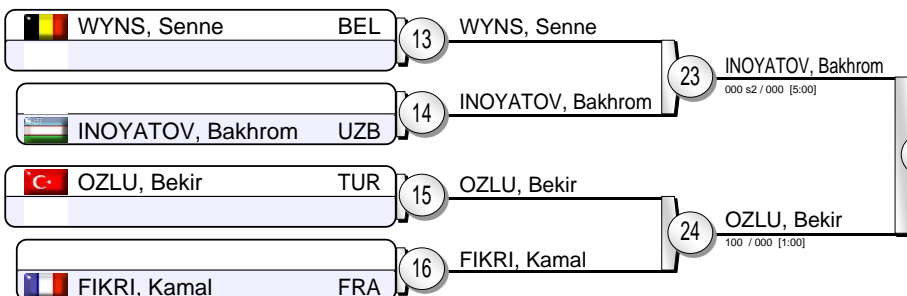 WYNS, Senne BEL
13
WYNS, Senne
INOYATOV, Bakhrom UZB
14
INOYATOV, Bakhrom
23
INOYATOV, Bakhrom
000 s2 / 000 [5:00]
OZLU, Bekir TUR
15
OZLU, Bekir
FIKRI, Kamal FRA
16
FIKRI, Kamal
24
OZLU, Bekir
100 / 000 [1:00]